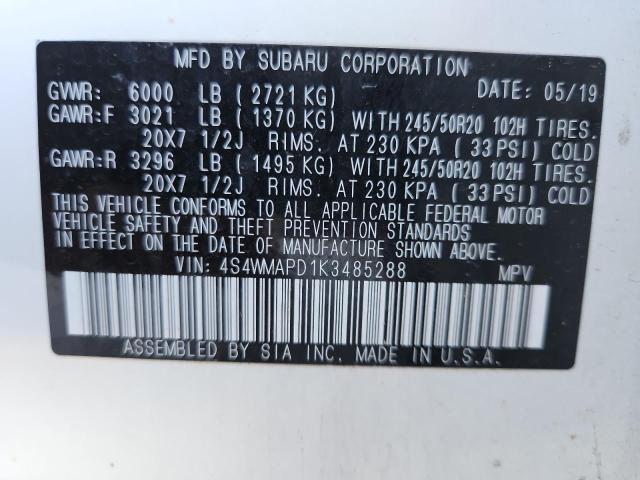 MFD BY SUBARU CORPORATION
GVWR: 6000 LB (2721 KG) DATE: 05/19
GAWR:F 3021 LB (1370 KG) WITH 245/50R20 102H TIRES.
20X7 1/2J RIMS. AT 230 KPA (33 PSI) COLD
GAWR:R 3296 LB (1495 KG) WITH 245/50R20 102H TIRES.
20X7 1/2J RIMS. AT 230 KPA (33 PSI) COLD
THIS VEHICLE CONFORMS TO ALL APPLICABLE FEDERAL MOTOR
VEHICLE SAFETY AND THEFT PREVENTION STANDARDS
IN EFFECT ON THE DATE OF MANUFACTURE SHOWN ABOVE.
VIN: 4S4WMAPD1K3485288 MPV
ASSEMBLED BY SIA INC. MADE IN U.S.A.